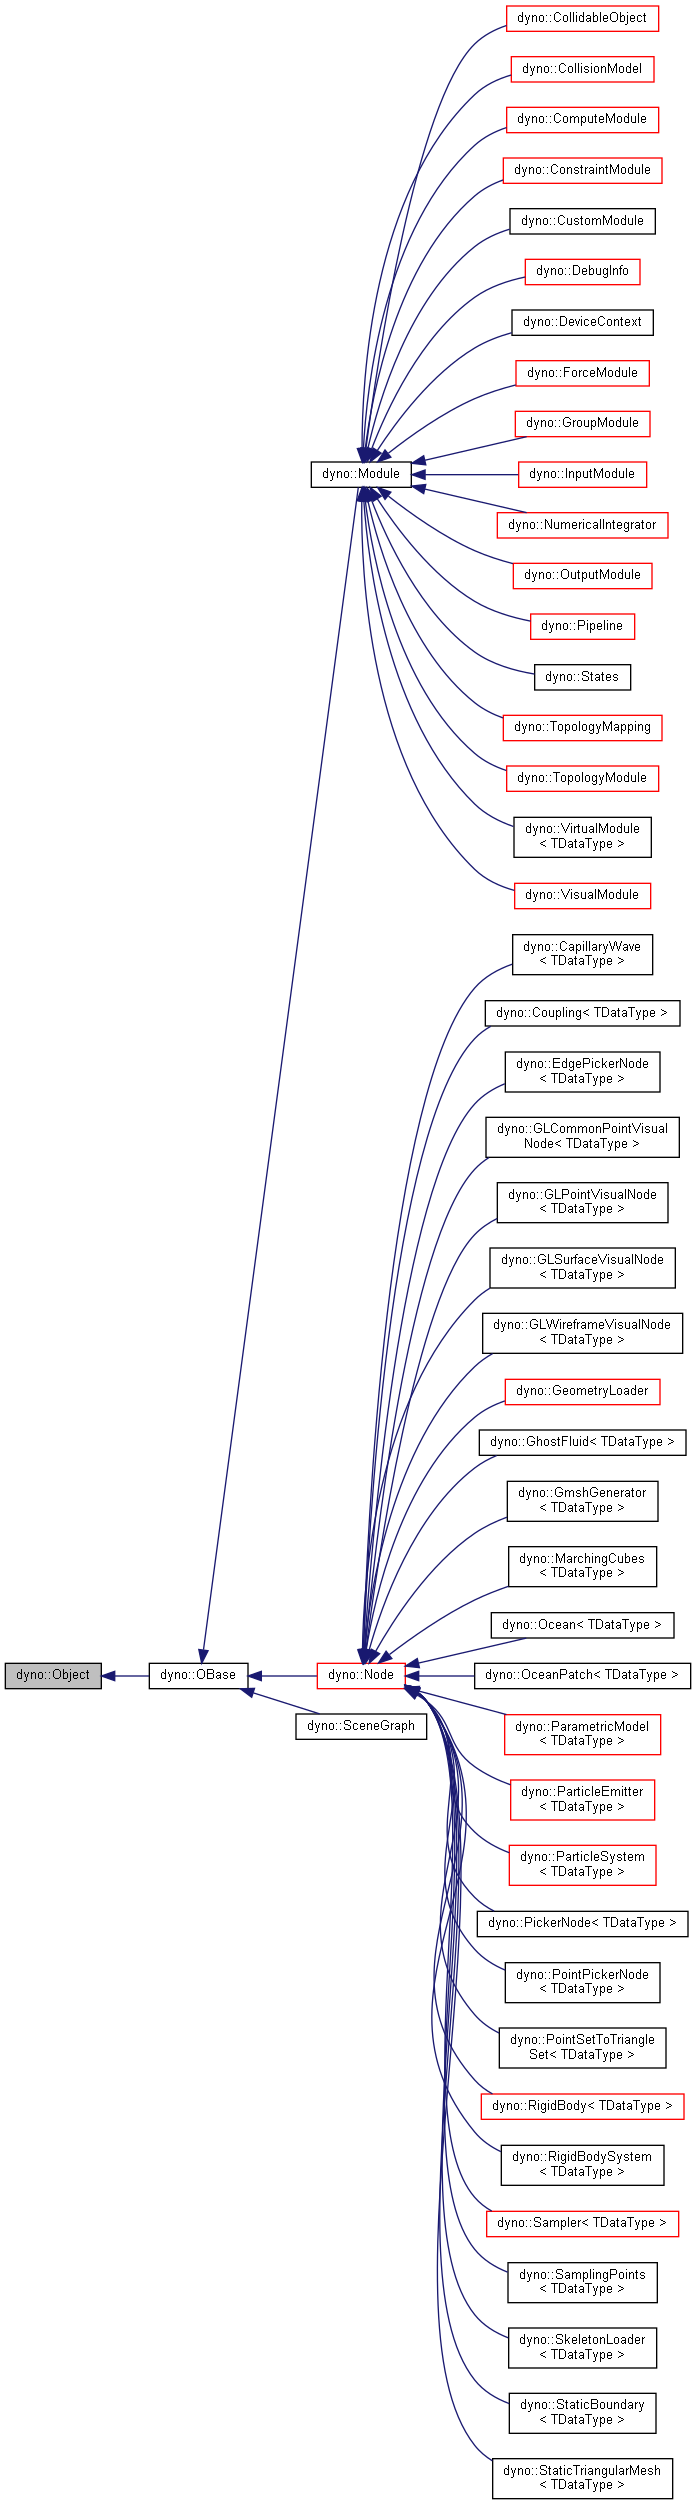 dyno::CollidableObject
dyno::CollisionModel
dyno::ComputeModule
dyno::ConstraintModule
dyno::CustomModule
dyno::DebugInfo
dyno::DeviceContext
dyno::ForceModule
dyno::GroupModule
dyno::Module
dyno::InputModule
dyno::NumericalIntegrator
dyno::OutputModule
dyno::Pipeline
dyno::States
dyno::TopologyMapping
dyno::TopologyModule
dyno::VirtualModule
< TDataType >
dyno::VisualModule
dyno::CapillaryWave
< TDataType >
dyno::Coupling< TDataType >
dyno::EdgePickerNode
< TDataType >
dyno::GLCommonPointVisual
Node< TDataType >
dyno::GLPointVisualNode
< TDataType >
dyno::GLSurfaceVisualNode
< TDataType >
dyno::GLWireframeVisualNode
< TDataType >
dyno::GeometryLoader
dyno::GhostFluid< TDataType >
dyno::GmshGenerator
< TDataType >
dyno::MarchingCubes
< TDataType >
dyno::Ocean< TDataType >
dyno::Object
dyno::OBase
dyno::Node
dyno::OceanPatch< TDataType >
dyno::SceneGraph
dyno::ParametricModel
< TDataType >
dyno::ParticleEmitter
< TDataType >
dyno::ParticleSystem
< TDataType >
dyno::PickerNode< TDataType >
dyno::PointPickerNode
< TDataType >
dyno::PointSetToTriangle
Set< TDataType >
dyno::RigidBody< TDataType >
dyno::RigidBodySystem
< TDataType >
dyno::Sampler< TDataType >
dyno::SamplingPoints
< TDataType >
dyno::SkeletonLoader
< TDataType >
dyno::StaticBoundary
< TDataType >
dyno::StaticTriangularMesh
< TDataType >